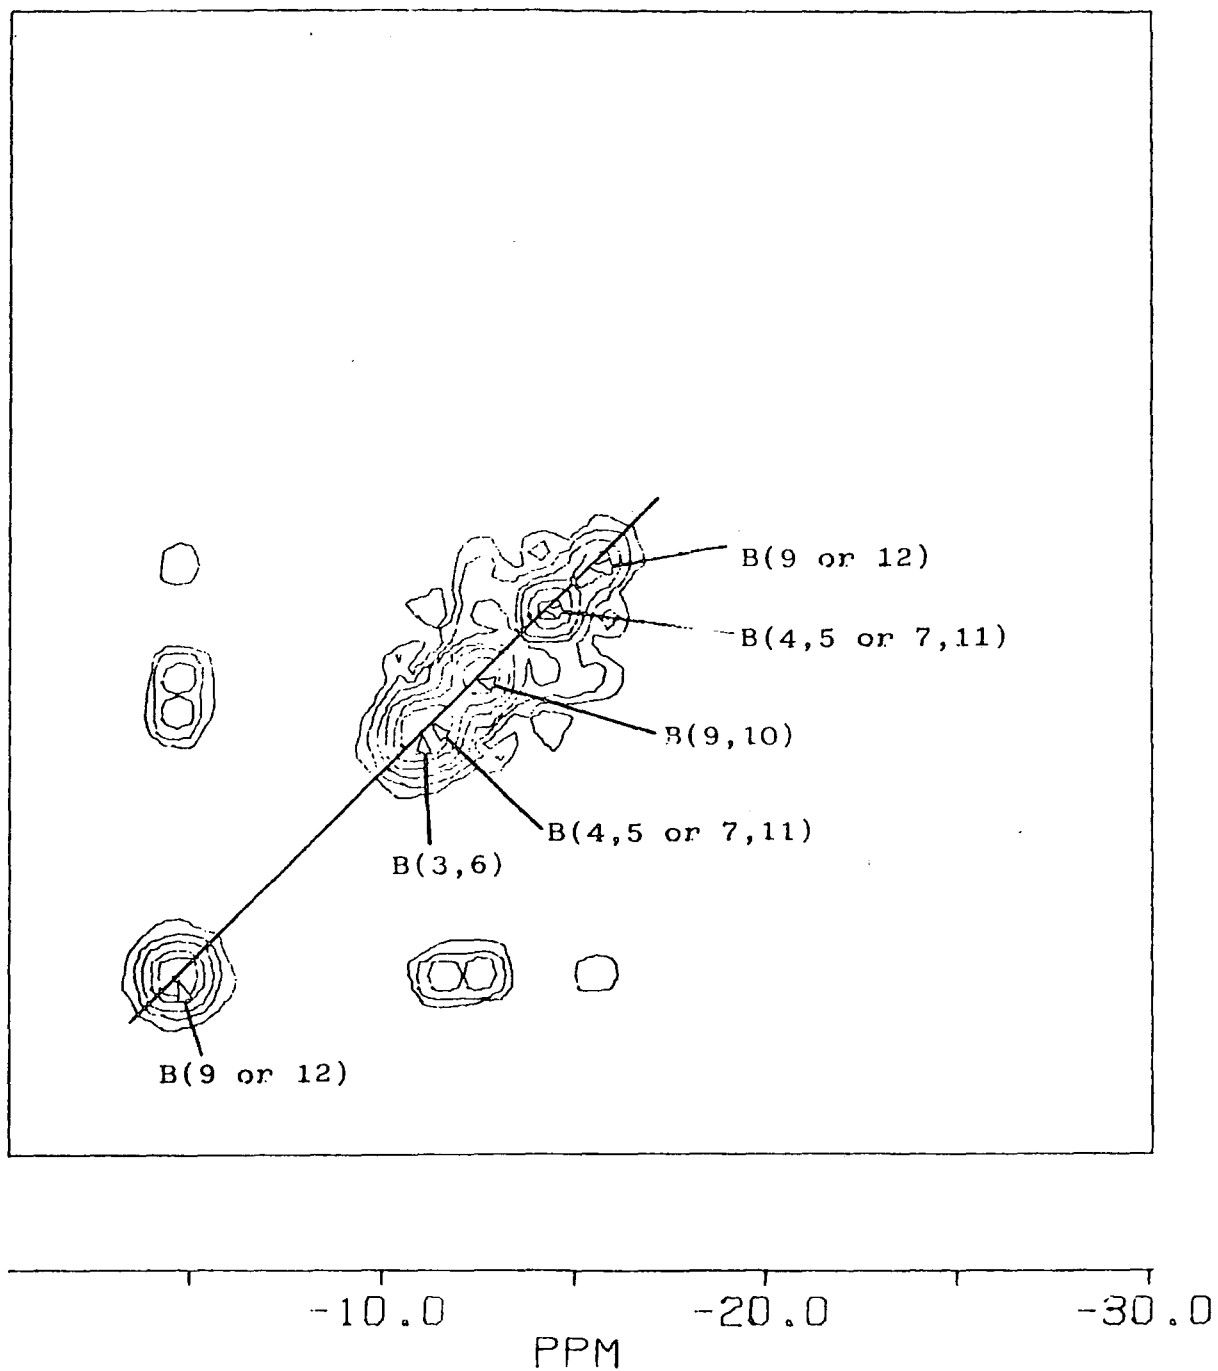 B(9 or 12)
B(4,5 or 7,11)
B(9,10)
B(4,5 or 7,11)
B(3,6)
B(9 or 12)
-10.0 -20.0 -30.0
PPM